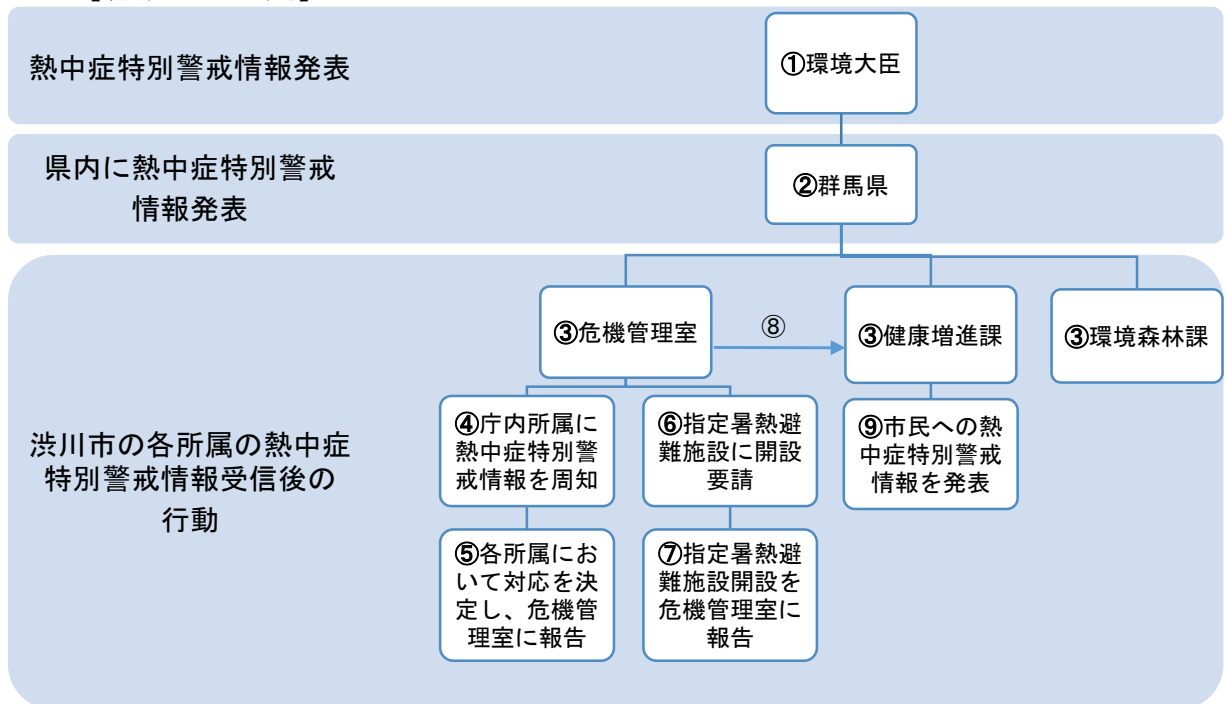 熱中症特別警戒情報発表
①環境大臣
県内に熱中症特別警戒
情報発表
②群馬県
渋川市の各所属の熱中症
特別警戒情報受信後の
行動
③危機管理室
⑧
③健康増進課
③環境森林課
④庁内所属に
熱中症特別警
戒情報を周知
⑥指定暑熱避
難施設に開設
要請
⑨市民への熱
中症特別警戒
情報を発表
⑤各所属にお
いて対応を決
定し、危機管
理室に報告
⑦指定暑熱避
難施設開設を
危機管理室に
報告